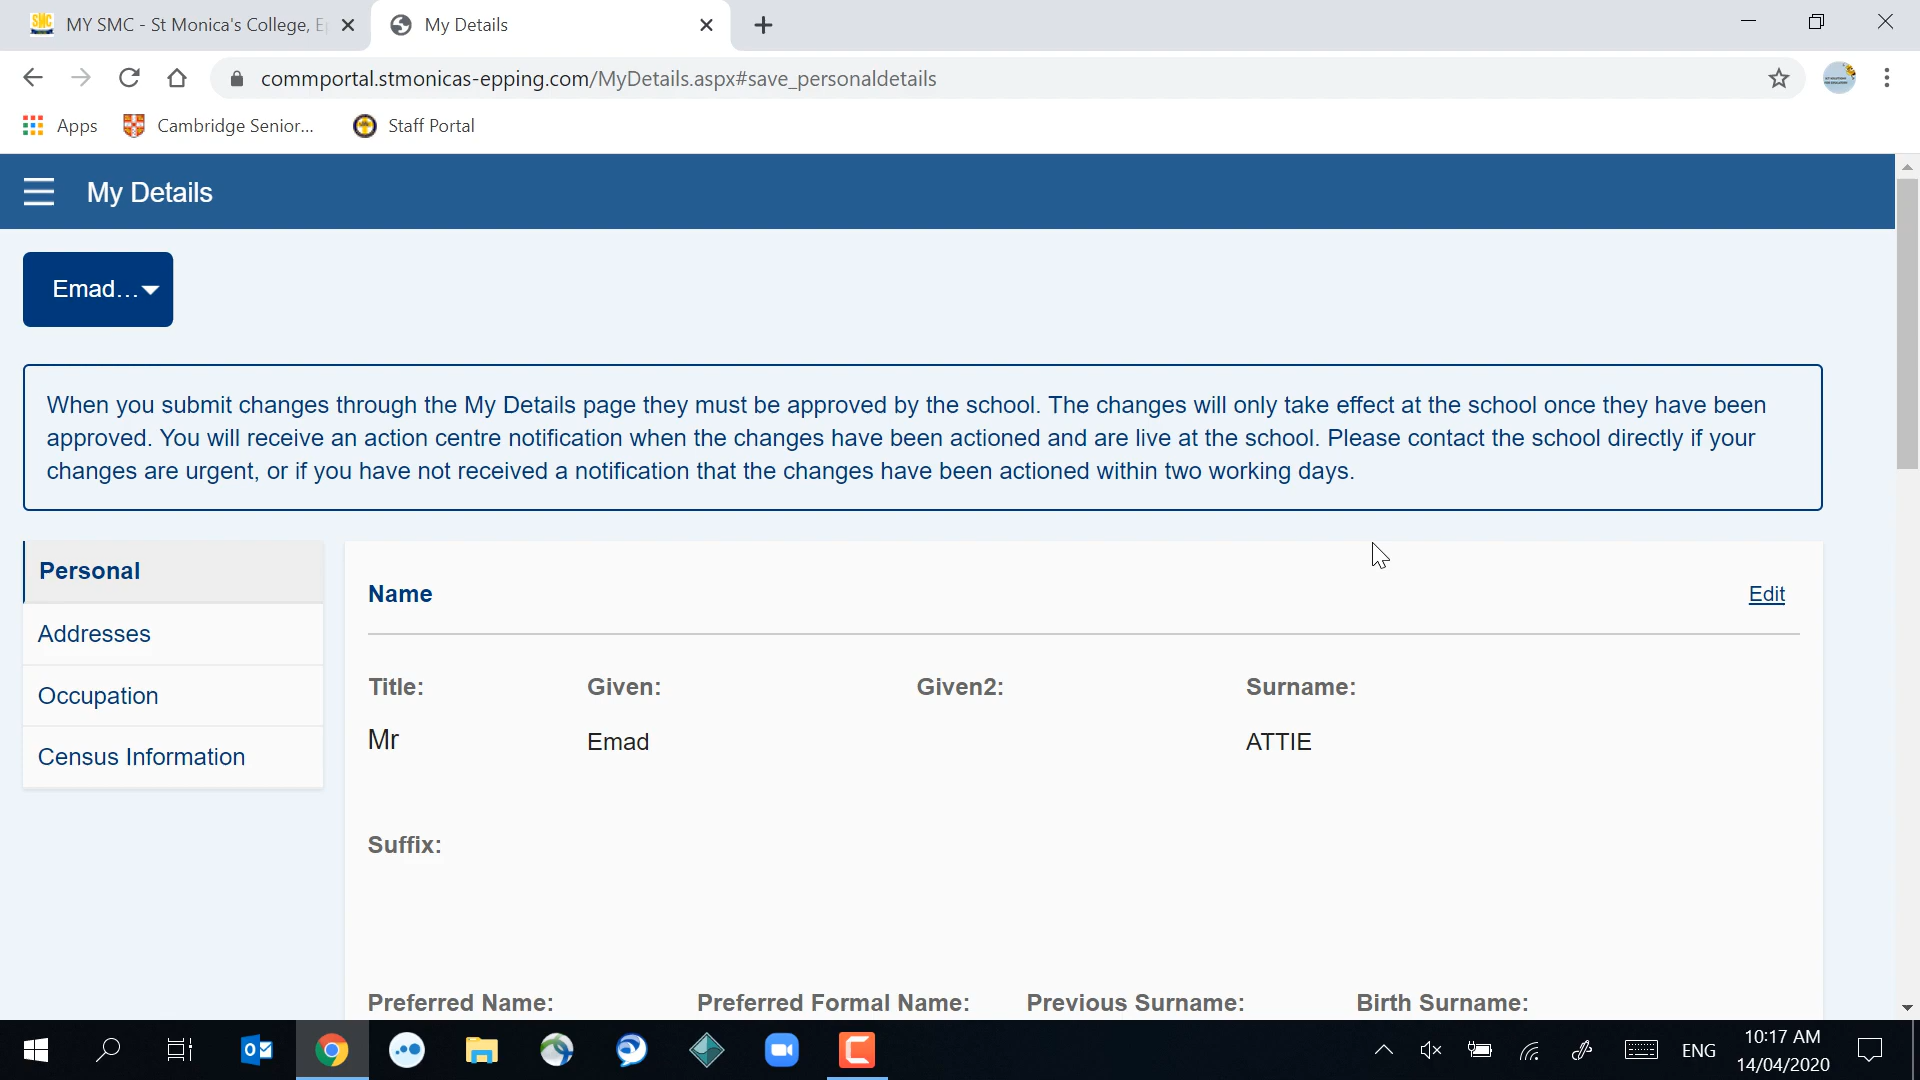 MY SMC - St Monica's College, E
My Details
commportal.stmonicas-epping.com/MyDetails.aspx#save_personaldetails
Apps
Cambridge Senior...
Staff Portal
My Details
Emad...
When you submit changes through the My Details page they must be approved by the school. The changes will only take effect at the school once they have been
approved. You will receive an action centre notification when the changes have been actioned and are live at the school. Please contact the school directly if your
changes are urgent, or if you have not received a notification that the changes have been actioned within two working days.
Personal
Addresses
Occupation
Census Information
Name
Edit
Title:
Given:
Given2:
Surname:
Mr
Emad
ATTIE
Suffix:
Preferred Name:
Preferred Formal Name:
Previous Surname:
Birth Surname:
ENG
10:17 AM
14/04/2020